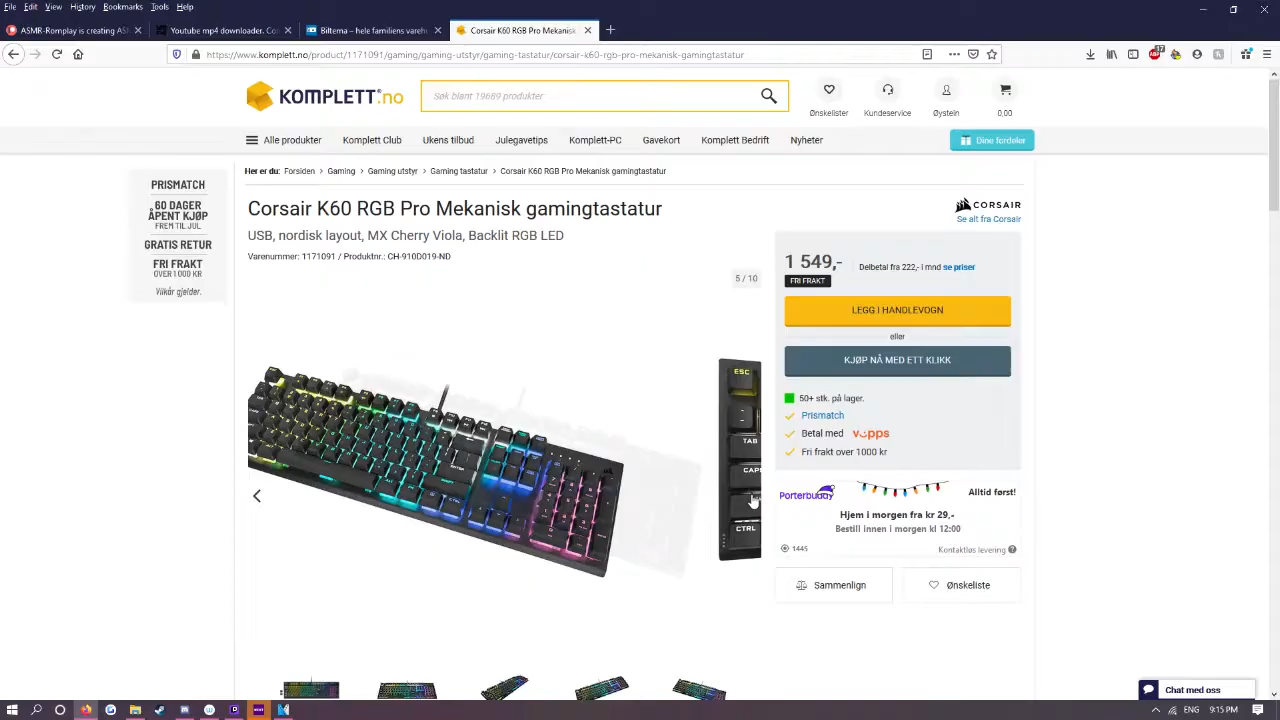 File Edit View History Bookmarks Tools Help
ASMR-Romplay is creating AS
Youtube mp4 downloader. Co
Biltema – hele familiens varehu
Corsair K60 RGB Pro Mekanisk
https://www.komplett.no/product/1171091/gaming/gaming-utstyr/gaming-tastatur/corsair-k60-rgb-pro-mekanisk-gamingtastatur
KOMPLETT.no
Søk blant 19689 produkter
Ønskelister
Kundeservice
Øystein
0,00
Alle produkter
Komplett Club
Ukens tilbud
Julegavetips
Komplett-PC
Gavekort
Komplett Bedrift
Nyheter
Dine fordeler
PRISMATCH
60 DAGER
ÅPENT KJØP
FREM TIL JUL
GRATIS RETUR
FRI FRAKT
OVER 1 000 KR
Vilkår gjelder.
Her er du: Forsiden > Gaming > Gaming utstyr > Gaming tastatur > Corsair K60 RGB Pro Mekanisk gamingtastatur
Corsair K60 RGB Pro Mekanisk gamingtastatur
USB, nordisk layout, MX Cherry Viola, Backlit RGB LED
Varenummer: 1171091 / Produktnr.: CH-910D019-ND
5 / 10
ESC
TAB
CAPS
CTRL
CORSAIR
Se alt fra Corsair
1 549,-
Delbetal fra 222,- i mnd se priser
FRI FRAKT
LEGG I HANDLEVOGN
eller
KJØP NÅ MED ETT KLIKK
50+ stk. på lager.
Prismatch
Betal med vipps
Fri frakt over 1000 kr
Porterbuddy
Alltid først!
Hjem i morgen fra kr 29,-
Bestill innen i morgen kl 12:00
1445
Kontaktløs levering
Sammenlign
Ønskeliste
Chat med oss
ENG
9:15 PM